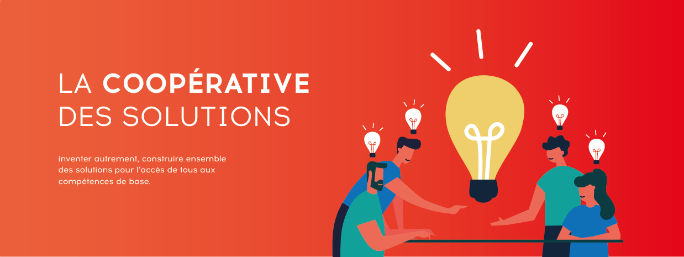 LA COOPÉRATIVE
DES SOLUTIONS
inventer autrement, construire ensemble
des solutions pour l'accès de tous aux
compétences de base.